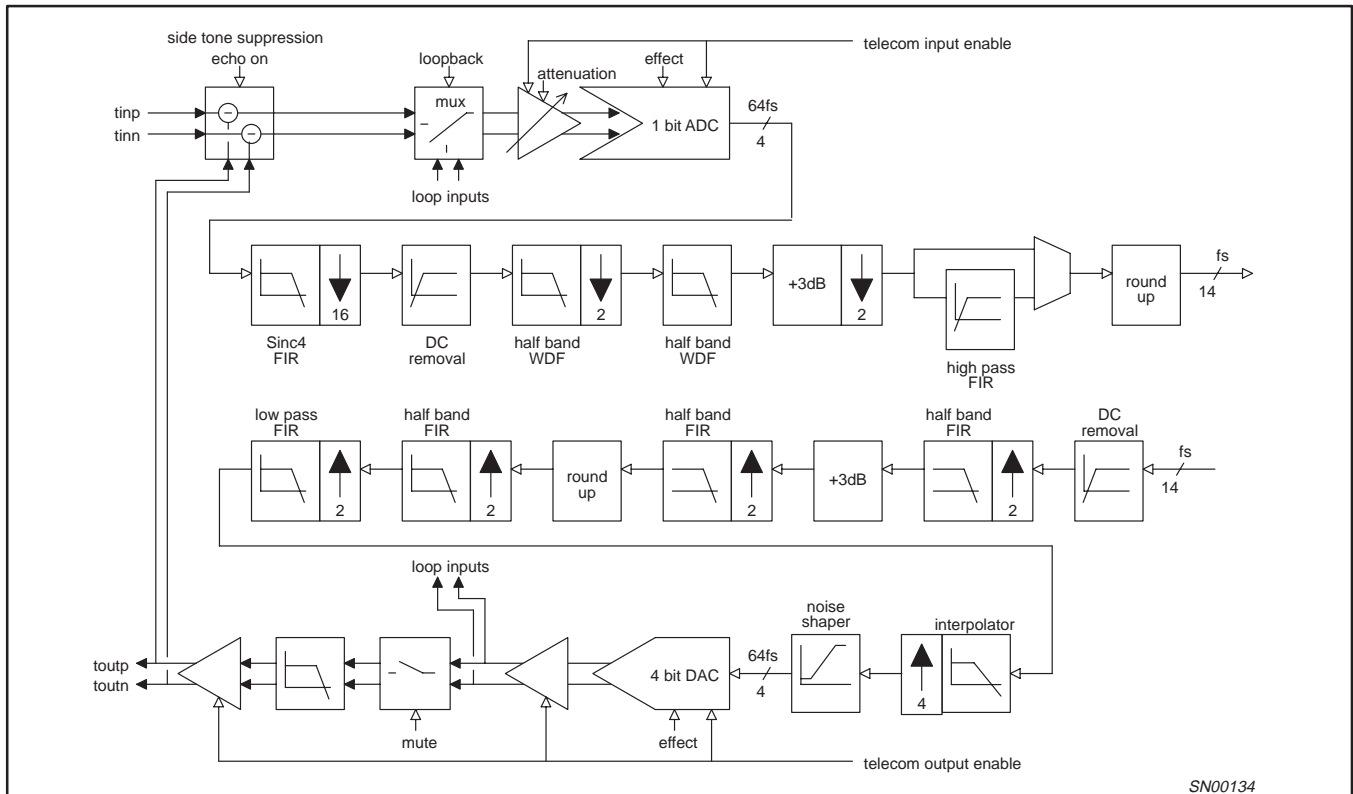 side tone suppression
echo on
loopback
effect
telecom input enable
attenuation
tinp
tinn
mux
1 bit ADC
64fs
4
loop inputs
+3dB
round
up
fs
14
16
2
2
Sinc4
FIR
DC
removal
half band
WDF
half band
WDF
high pass
FIR
low pass
FIR
half band
FIR
half band
FIR
half band
FIR
DC
removal
round
up
+3dB
fs
14
2
2
2
2
loop inputs
noise
shaper
interpolator
toutp
toutn
4 bit DAC
64fs
4
4
mute
effect
telecom output enable
SN00134